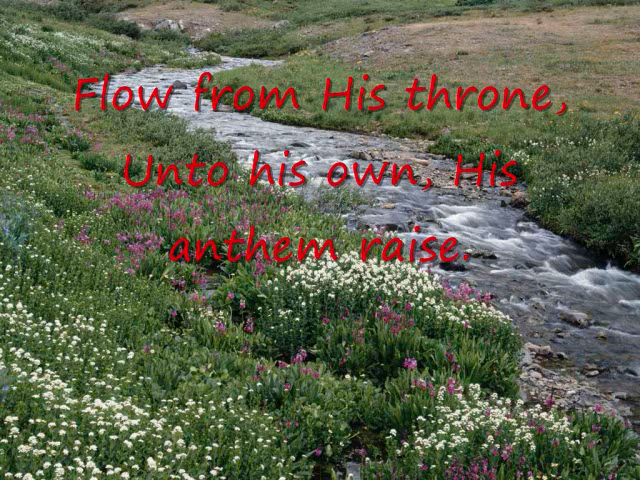 Flow from His throne,
Unto his own, His
anthem raise.